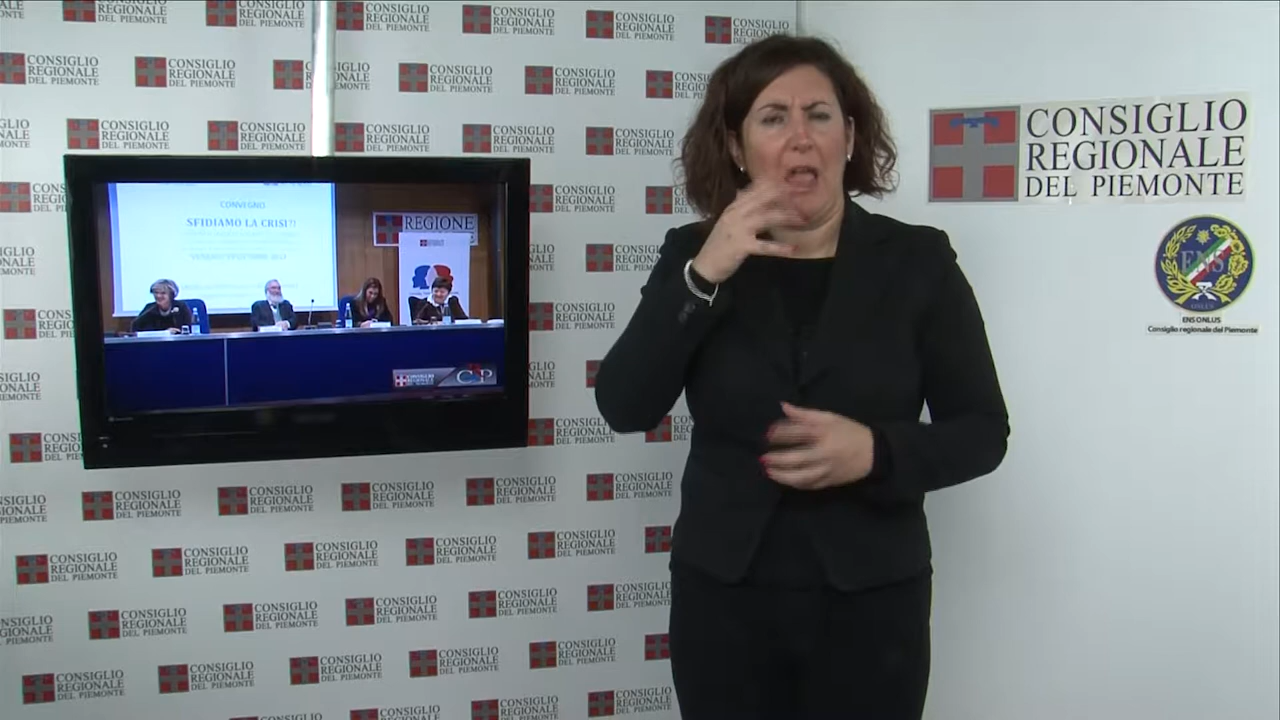 CONSIGLIO
REGIONALE
DEL PIEMONTE
CONVEGNO
SFIDIAMO LA CRISI?!
REGIONE
CONSIGLIO
REGIONALE
DEL PIEMONTE
ENS
ENS ONLUS
Consiglio regionale del Piemonte